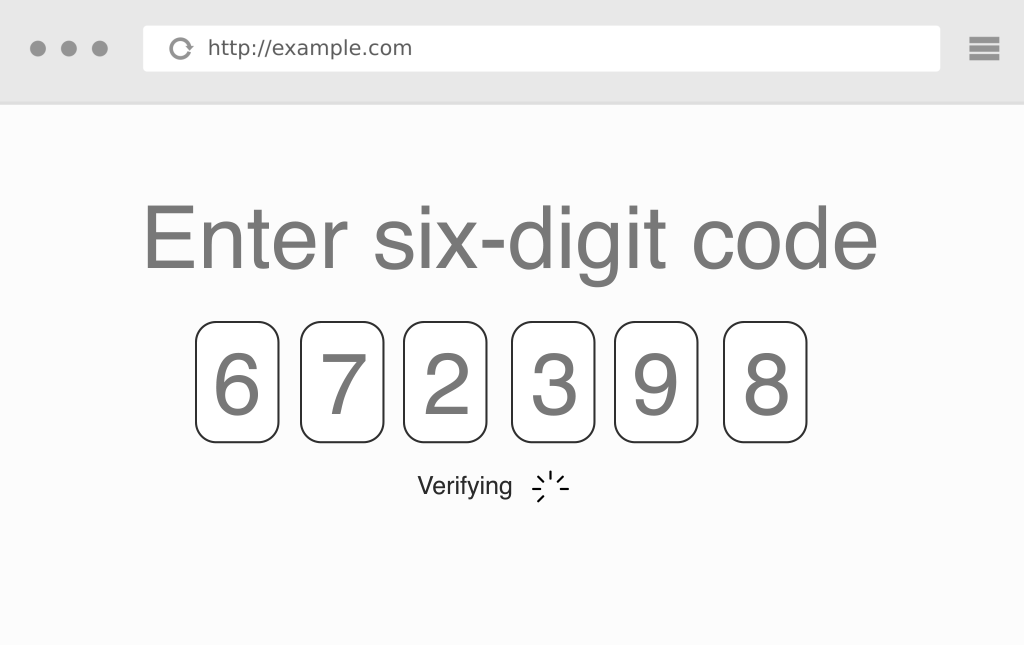 http://example.com
Enter six-digit code
6 7 2 3 9 8
Verifying